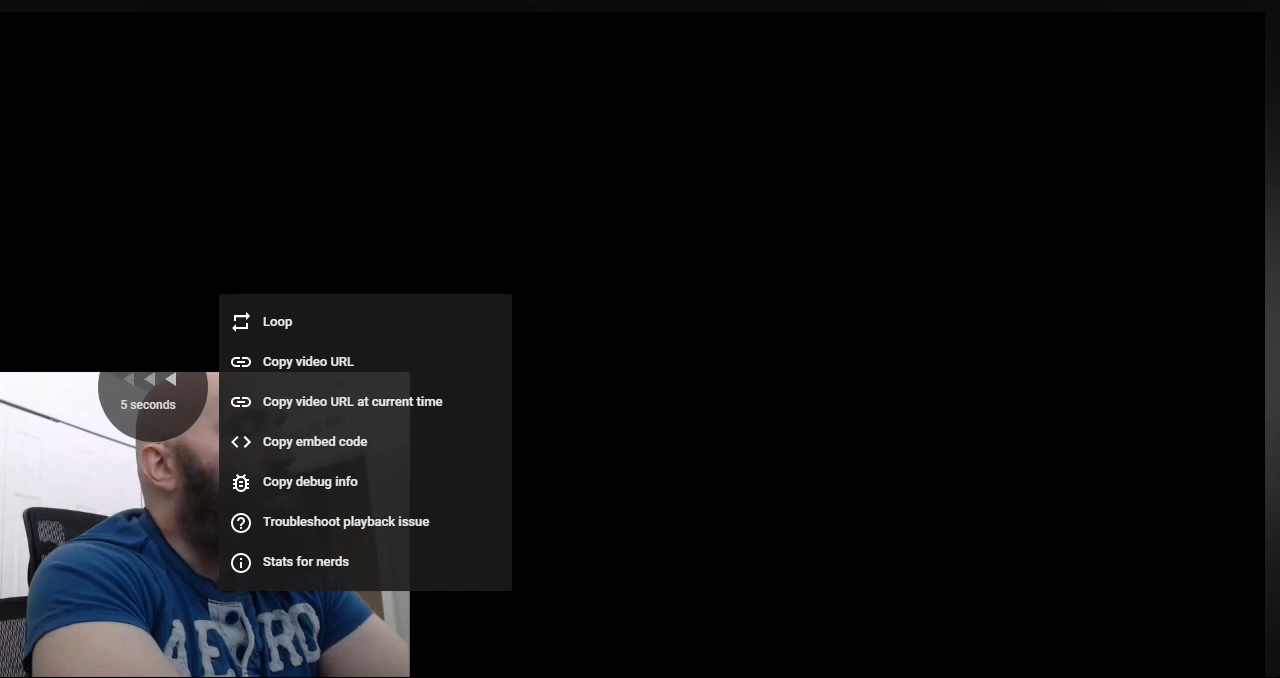 Loop
Copy video URL
Copy video URL at current time
5 seconds
Copy embed code
Copy debug info
Troubleshoot playback issue
Stats for nerds
AERO